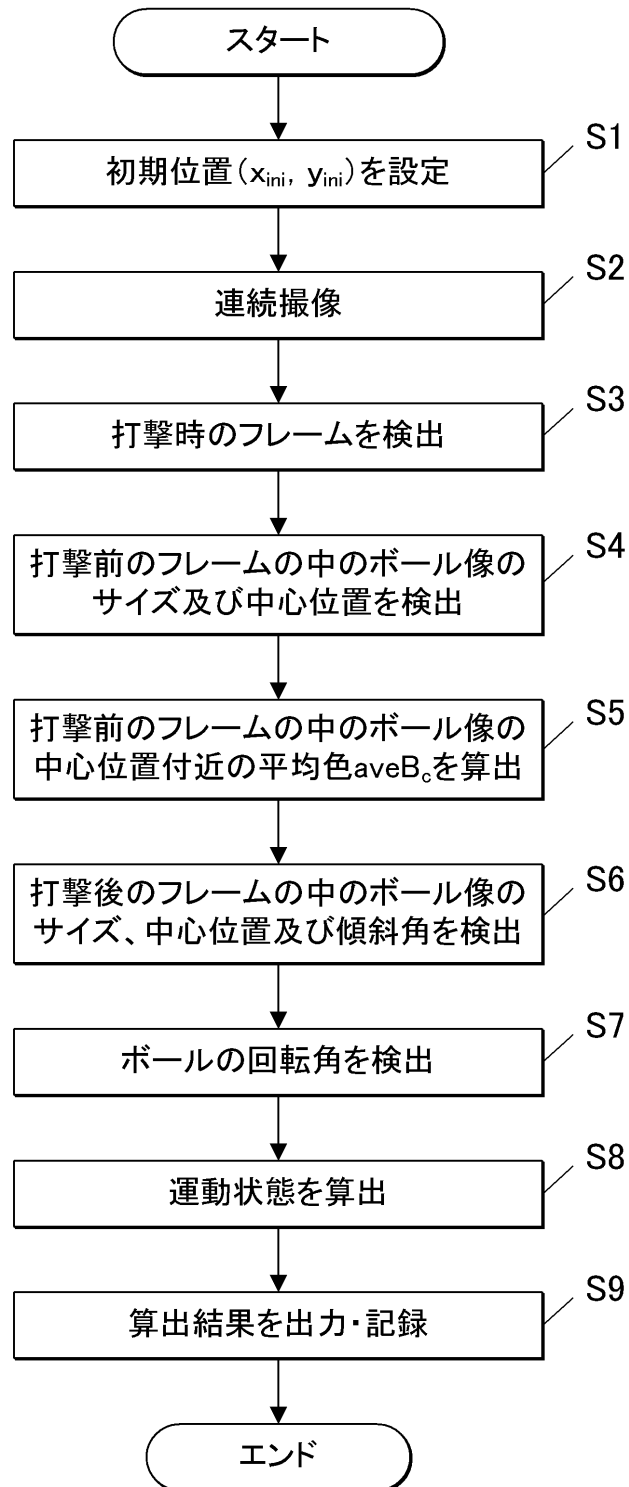 スタート
S1
初期位置(xini, yini)を設定
S2
連続撮像
S3
打撃時のフレームを検出
S4
打撃前のフレームの中のボール像の
サイズ及び中心位置を検出
S5
打撃前のフレームの中のボール像の
中心位置付近の平均色aveBcを算出
S6
打撃後のフレームの中のボール像の
サイズ、中心位置及び傾斜角を検出
S7
ボールの回転角を検出
S8
運動状態を算出
S9
算出結果を出力・記録
エンド